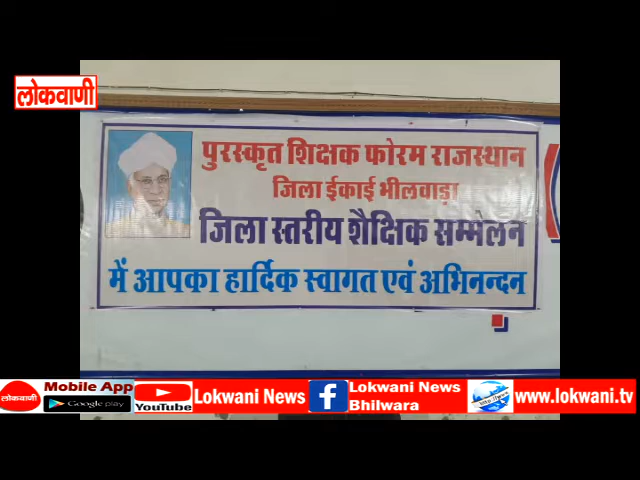 लोकवाणी
पुरस्कृत शिक्षक फोरम राजस्थान
जिला ईकाई भीलवाड़ा
जिला स्तरीय शैक्षिक सम्मेलन
में आपका हार्दिक स्वागत एवं अभिनन्दन
लोकवाणी
Mobile App
Google play
YouTube
Lokwani News
Lokwani News
Bhilwara
http://
www.lokwani.tv